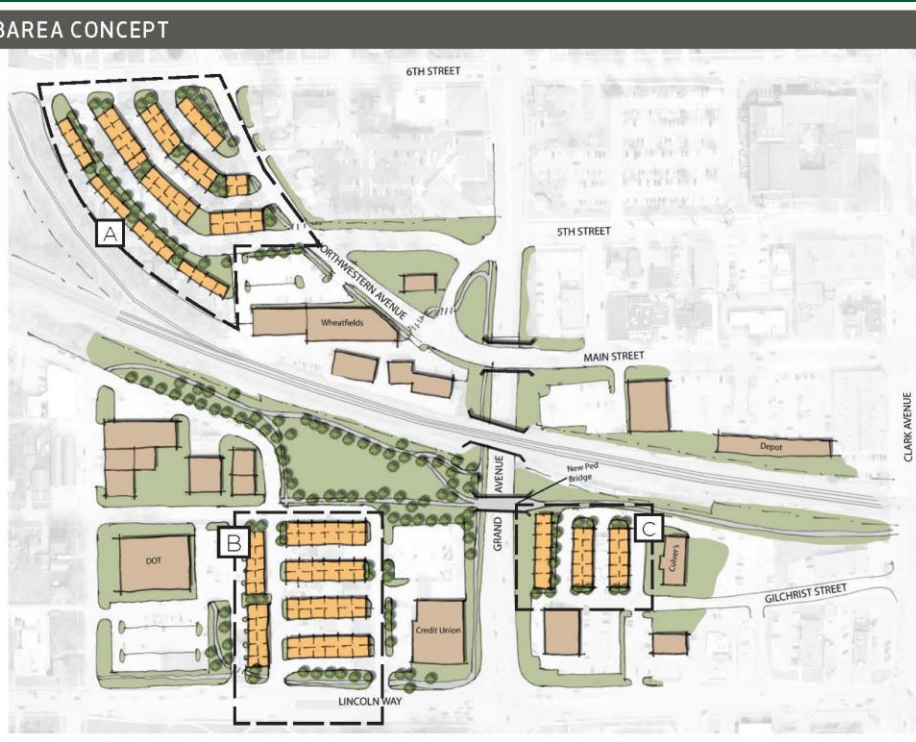 BAREA CONCEPT
6TH STREET
A
5TH STREET
NORTHWESTERN AVENUE
Wheatfields
MAIN STREET
CLARK AVENUE
Depot
GRAND AVENUE
New Ped
Bridge
B
C
DOT
Culver's
GILCHRIST STREET
Credit Union
LINCOLN WAY